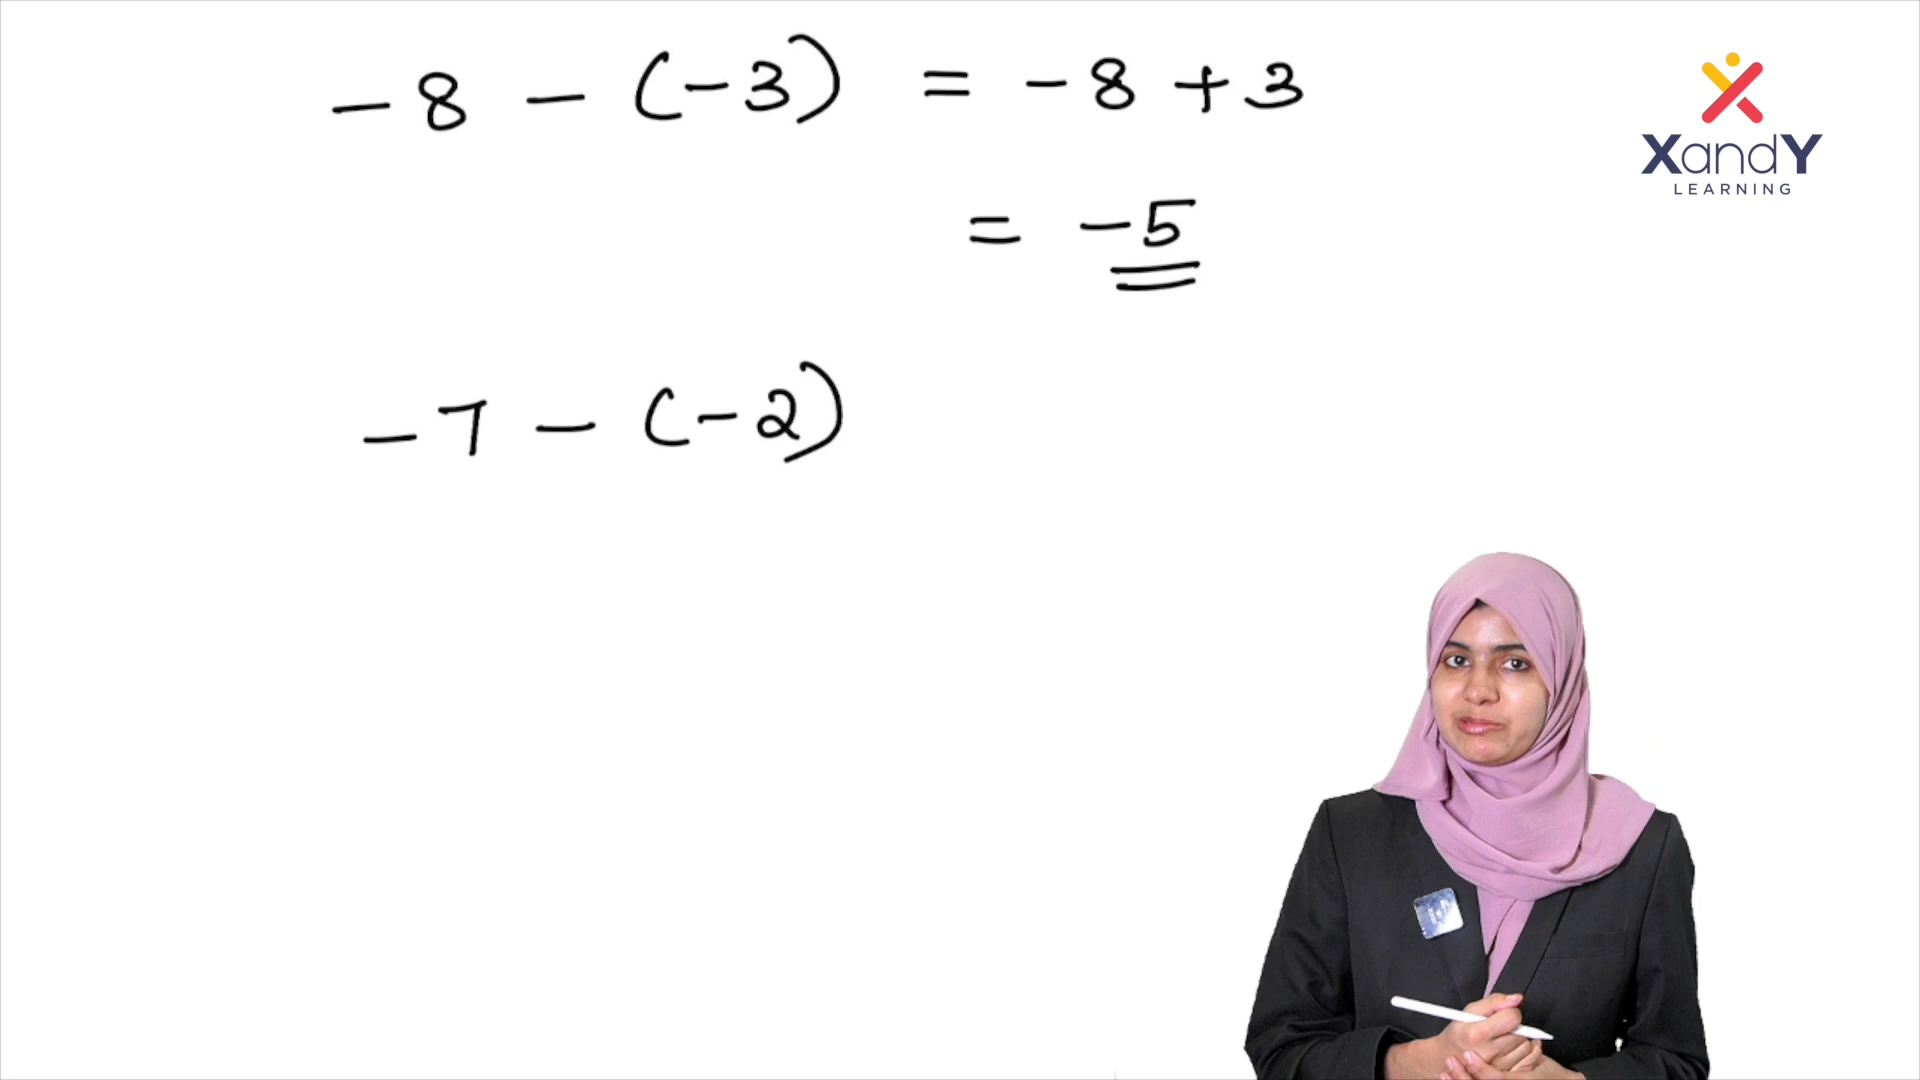 -8 - (-3) = -8 + 3
= -5
-7 - (-2)
XandY
LEARNING